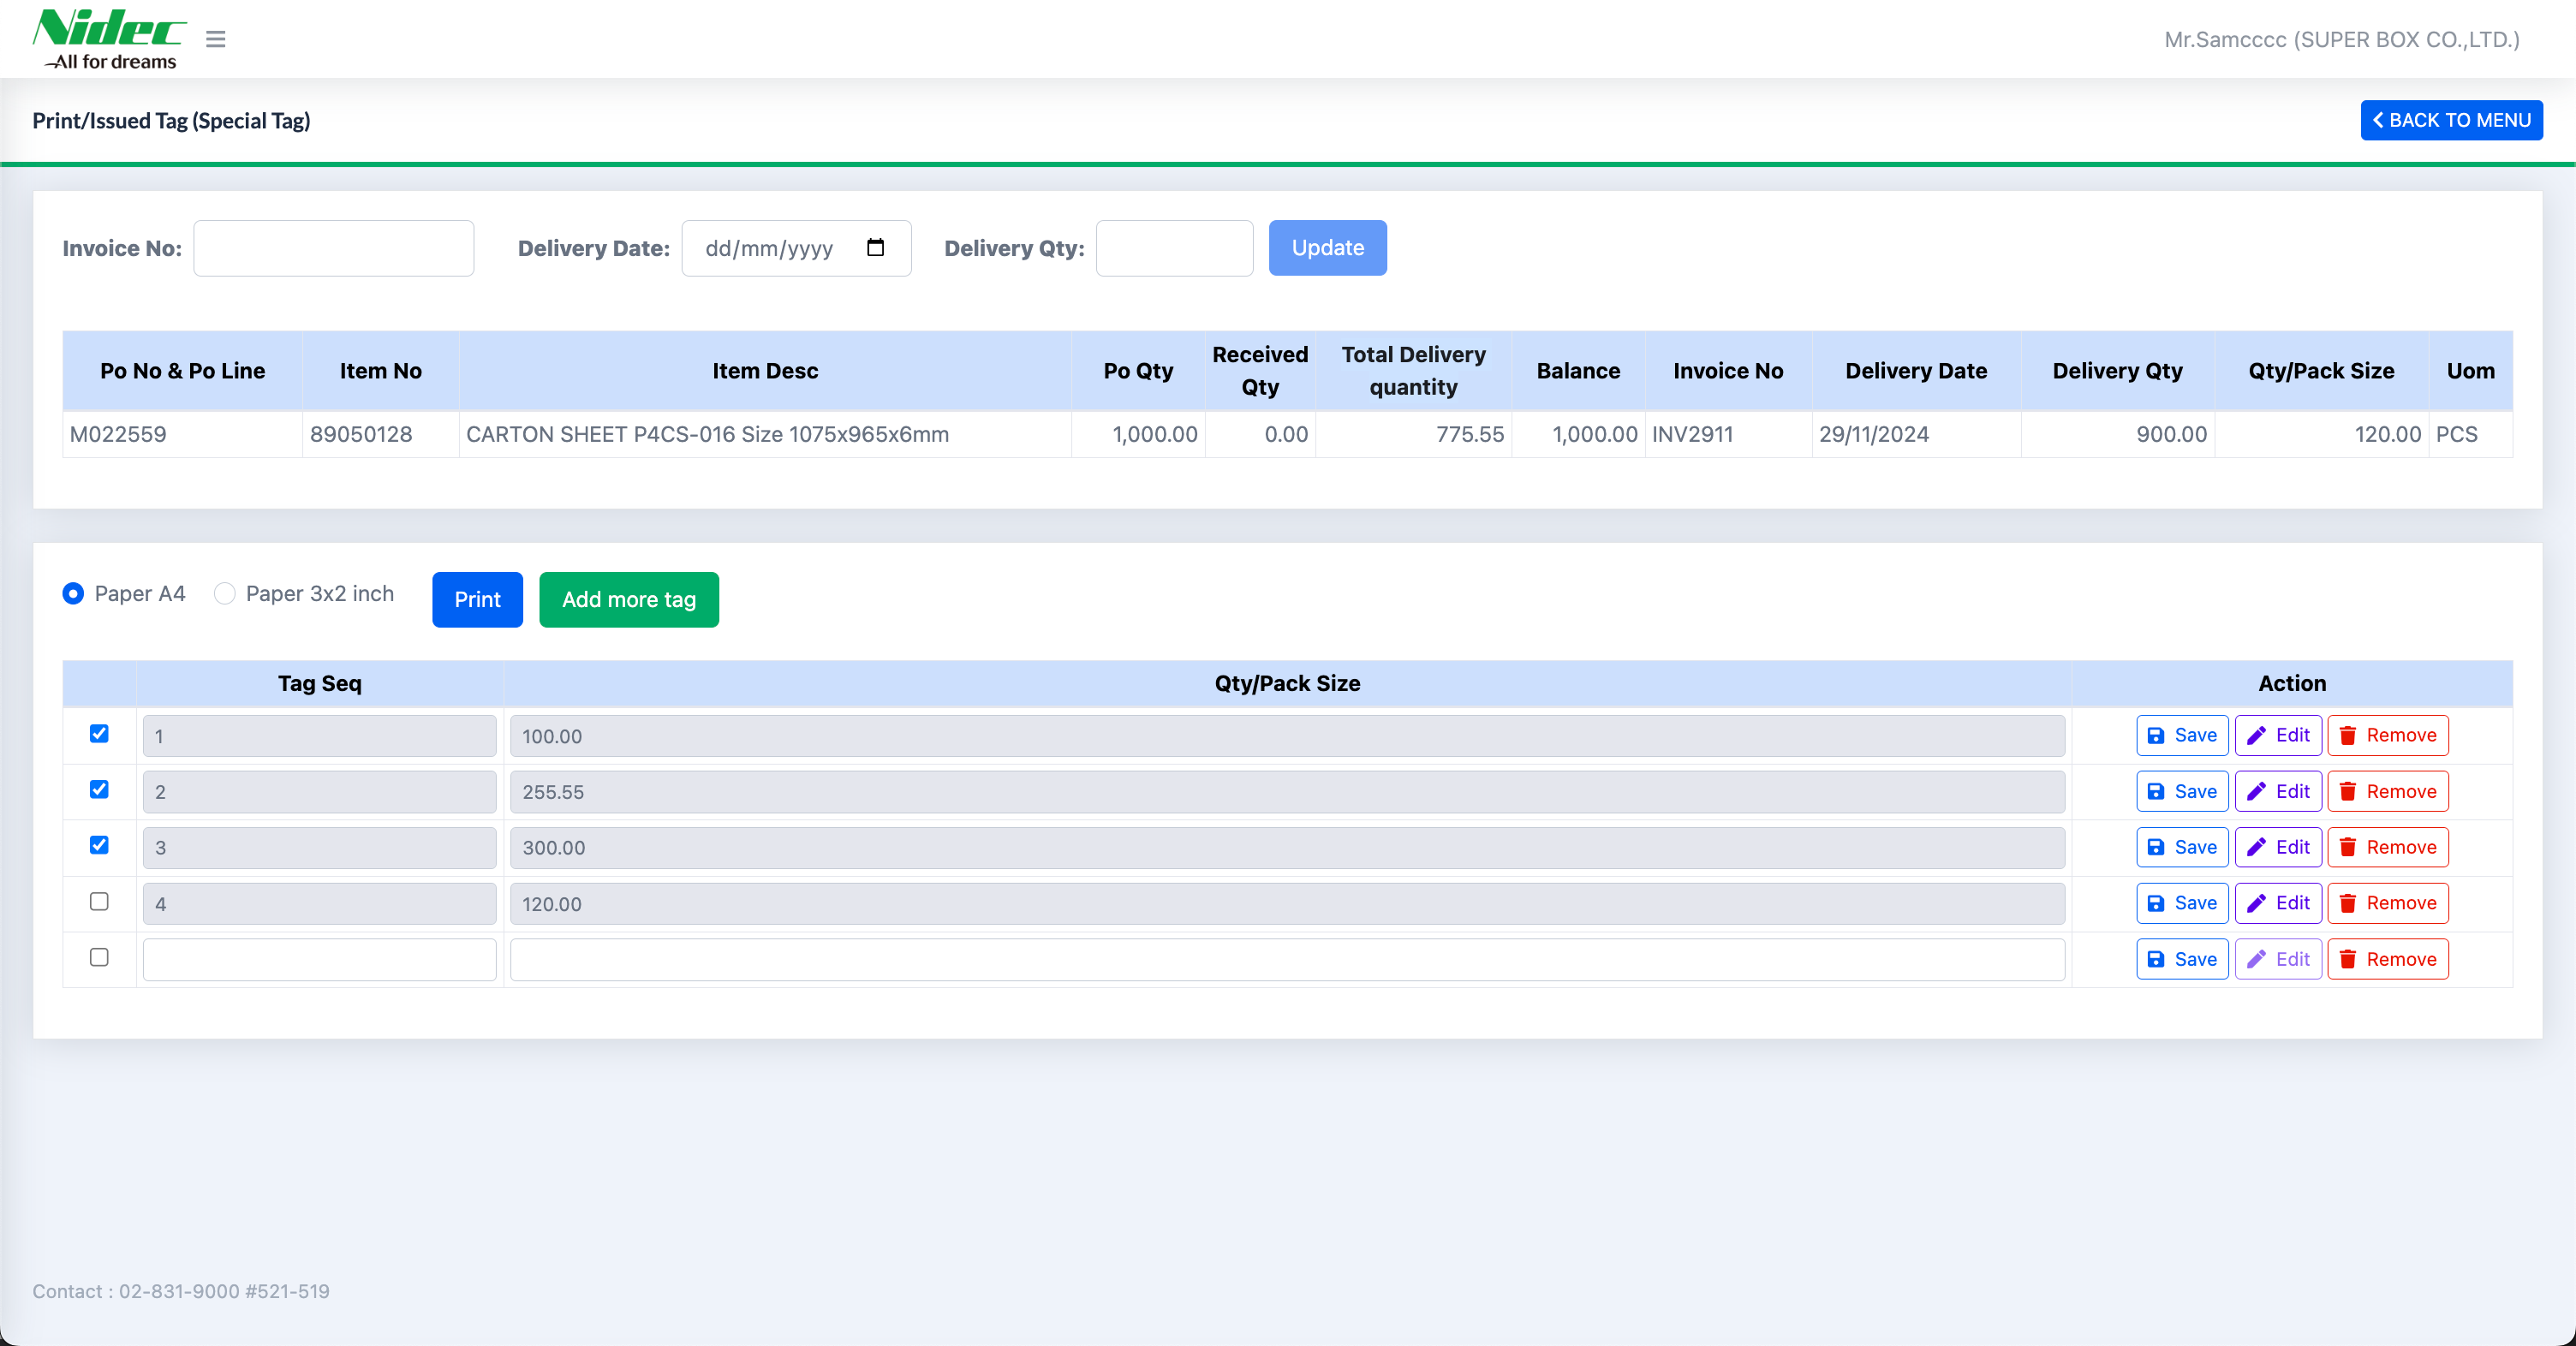 Nidec
All for dreams
Mr.Samcccc (SUPER BOX CO.,LTD.)
Print/Issued Tag (Special Tag)
BACK TO MENU
Invoice No:
Delivery Date: dd/mm/yyyy
Delivery Qty:
Update
Po No & Po Line Item No Item Desc Po Qty Received Qty Total Delivery quantity Balance Invoice No Delivery Date Delivery Qty Qty/Pack Size Uom
M022559 89050128 CARTON SHEET P4CS-016 Size 1075x965x6mm 1,000.00 0.00 775.55 1,000.00 INV2911 29/11/2024 900.00 120.00 PCS
Paper A4 Paper 3x2 inch Print Add more tag
Tag Seq Qty/Pack Size Action
1 100.00 Save Edit Remove
2 255.55 Save Edit Remove
3 300.00 Save Edit Remove
4 120.00 Save Edit Remove
Save Edit Remove
Contact : 02-831-9000 #521-519